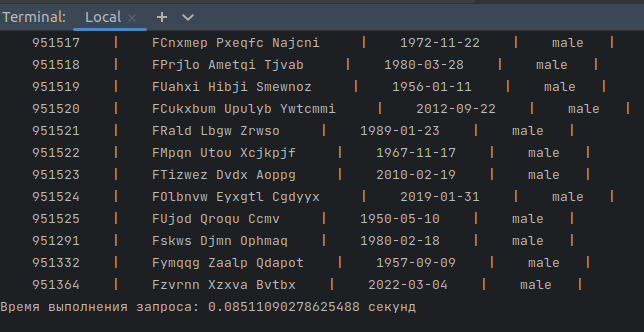 Terminal: Local × +
951517 | FCnxmep Pxeqfc Najcni | 1972-11-22 | male |
951518 | FPrjlo Ametqi Tjvab | 1980-03-28 | male |
951519 | FUahxi Hibji Smewnoz | 1956-01-11 | male |
951520 | FCukxbum Upulyb Ywtcmmi | 2012-09-22 | male |
951521 | FRald Lbgw Zrwso | 1989-01-23 | male |
951522 | FMpqn Utou Xcjkpjf | 1967-11-17 | male |
951523 | FTizwez Dvdx Aoppg | 2010-02-19 | male |
951524 | FOlbnvw Eyxgtl Cgdyyx | 2019-01-31 | male |
951525 | FUjod Qroqu Ccmv | 1950-05-10 | male |
951291 | Fskws Djmn Ophmaq | 1980-02-18 | male |
951332 | Fymqqg Zaalp Qdapot | 1957-09-09 | male |
951364 | Fzvrnn Xzxva Bvtbx | 2022-03-04 | male |
Время выполнения запроса: 0.08511090278625488 секунд